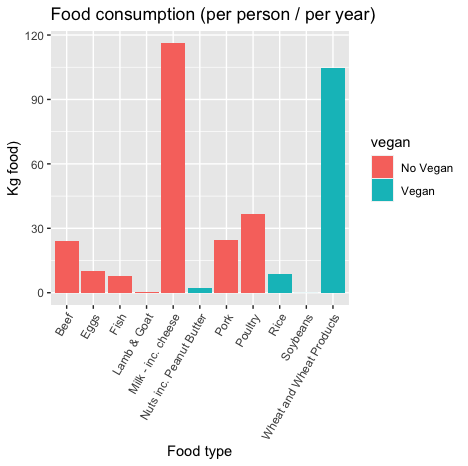 Food consumption (per person / per year)
120
90
60
30
0
Kg food)
Beef
Eggs
Fish
Lamb & Goat
Milk - inc. cheese
Nuts inc. Peanut Butter
Pork
Poultry
Rice
Soybeans
Wheat and Wheat Products
Food type
vegan
No Vegan
Vegan